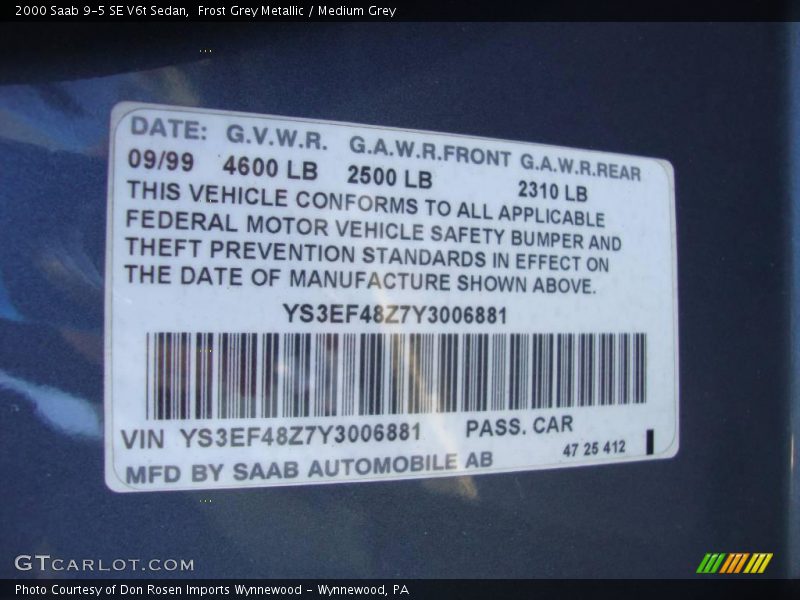 2000 Saab 9-5 SE V6t Sedan,  Frost Grey Metallic / Medium Grey
DATE: G.V.W.R. G.A.W.R.FRONT G.A.W.R.REAR
09/99 4600 LB 2500 LB 2310 LB
THIS VEHICLE CONFORMS TO ALL APPLICABLE
FEDERAL MOTOR VEHICLE SAFETY BUMPER AND
THEFT PREVENTION STANDARDS IN EFFECT ON
THE DATE OF MANUFACTURE SHOWN ABOVE.
YS3EF48Z7Y3006881
VIN YS3EF48Z7Y3006881 PASS. CAR
MFD BY SAAB AUTOMOBILE AB 47 25 412
GTCARLOT.COM
Photo Courtesy of Don Rosen Imports Wynnewood - Wynnewood, PA